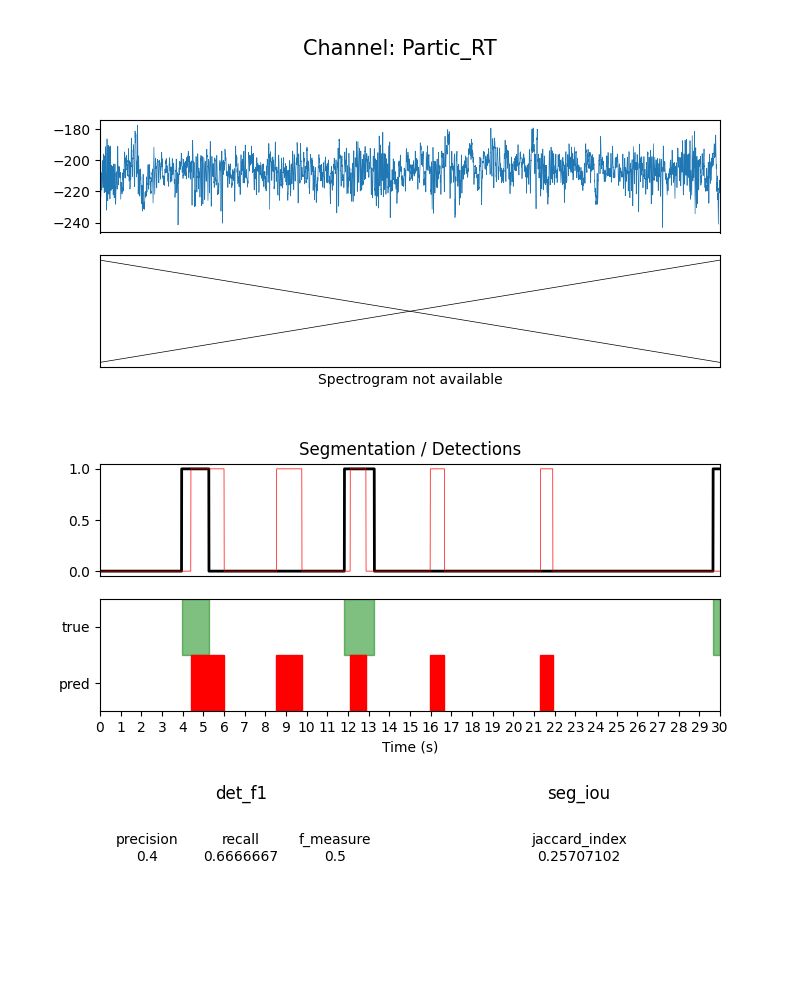 Channel: Partic_RT
−180
−200
−220
−240
Spectrogram not available
Segmentation / Detections
1.0
0.5
0.0
true
pred
0 1 2 3 4 5 6 7 8 9 10 11 12 13 14 15 16 17 18 19 20 21 22 23 24 25 26 27 28 29 30
Time (s)
det_f1 seg_iou
precision recall f_measure jaccard_index
0.4 0.6666667 0.5 0.25707102